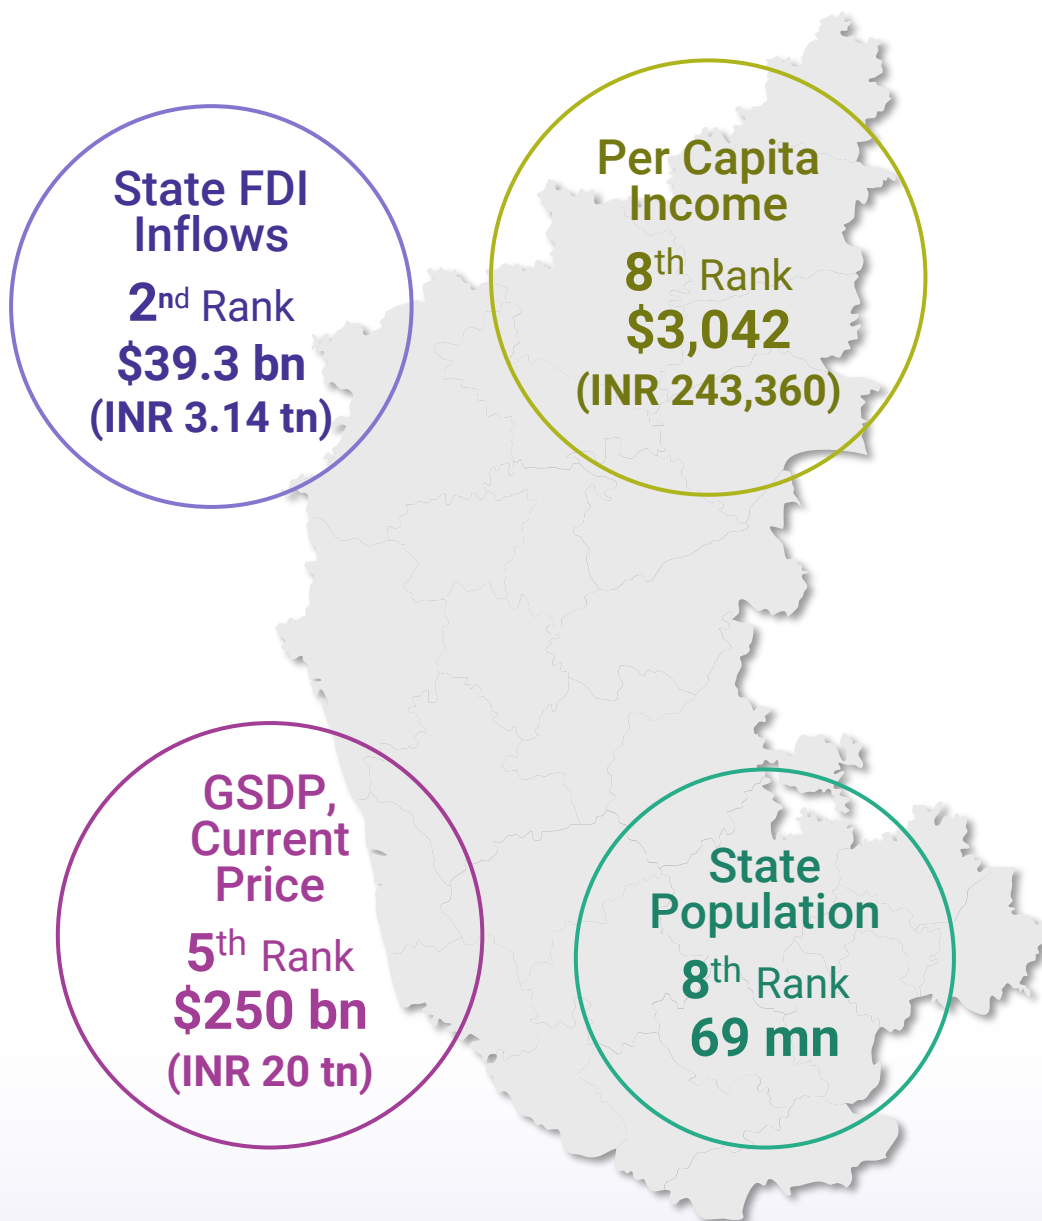 State FDI
Inflows
2nd Rank
$39.3 bn
(INR 3.14 tn)
Per Capita
Income
8th Rank
$3,042
(INR 243,360)
GSDP,
Current
Price
5th Rank
$250 bn
(INR 20 tn)
State
Population
8th Rank
69 mn